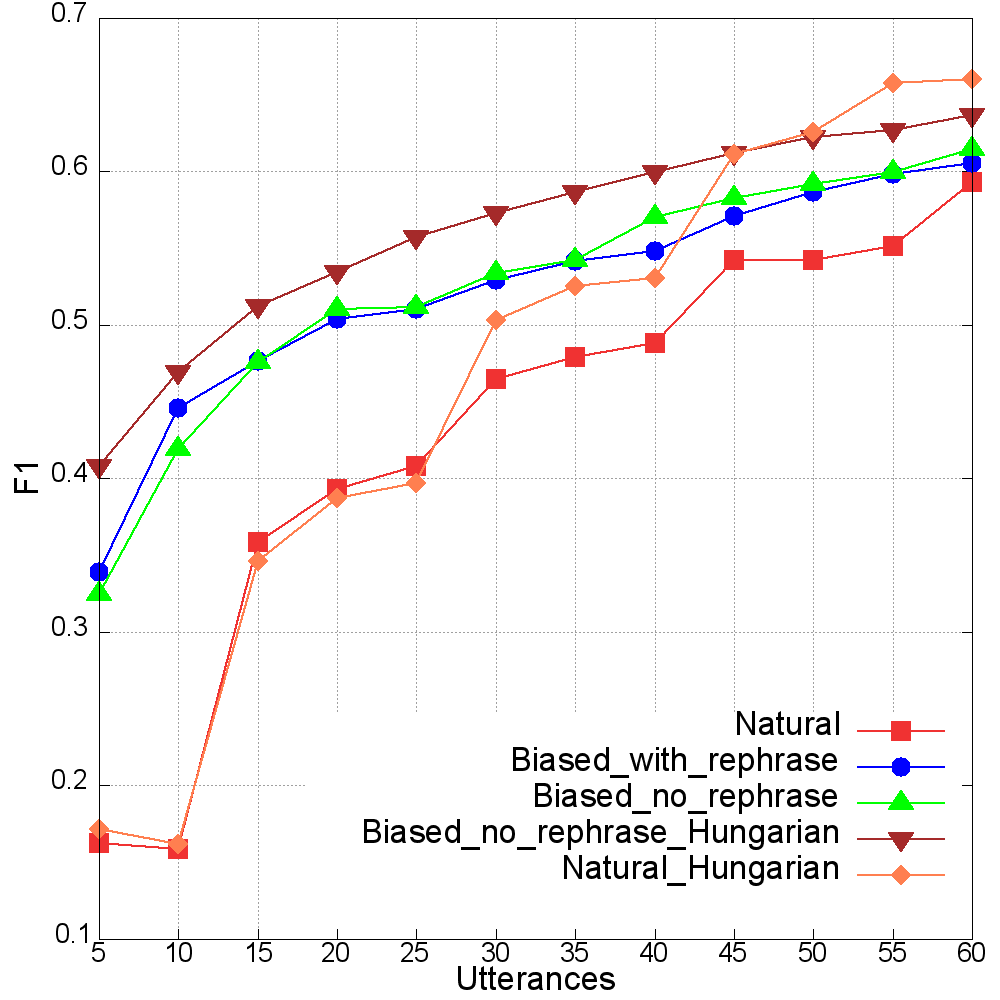 0.7
0.6
0.5
0.4
0.3
0.2
0.1
F1
Natural
Biased_with_rephrase
Biased_no_rephrase
Biased_no_rephrase_Hungarian
Natural_Hungarian
5 10 15 20 25 30 35 40 45 50 55 60
Utterances